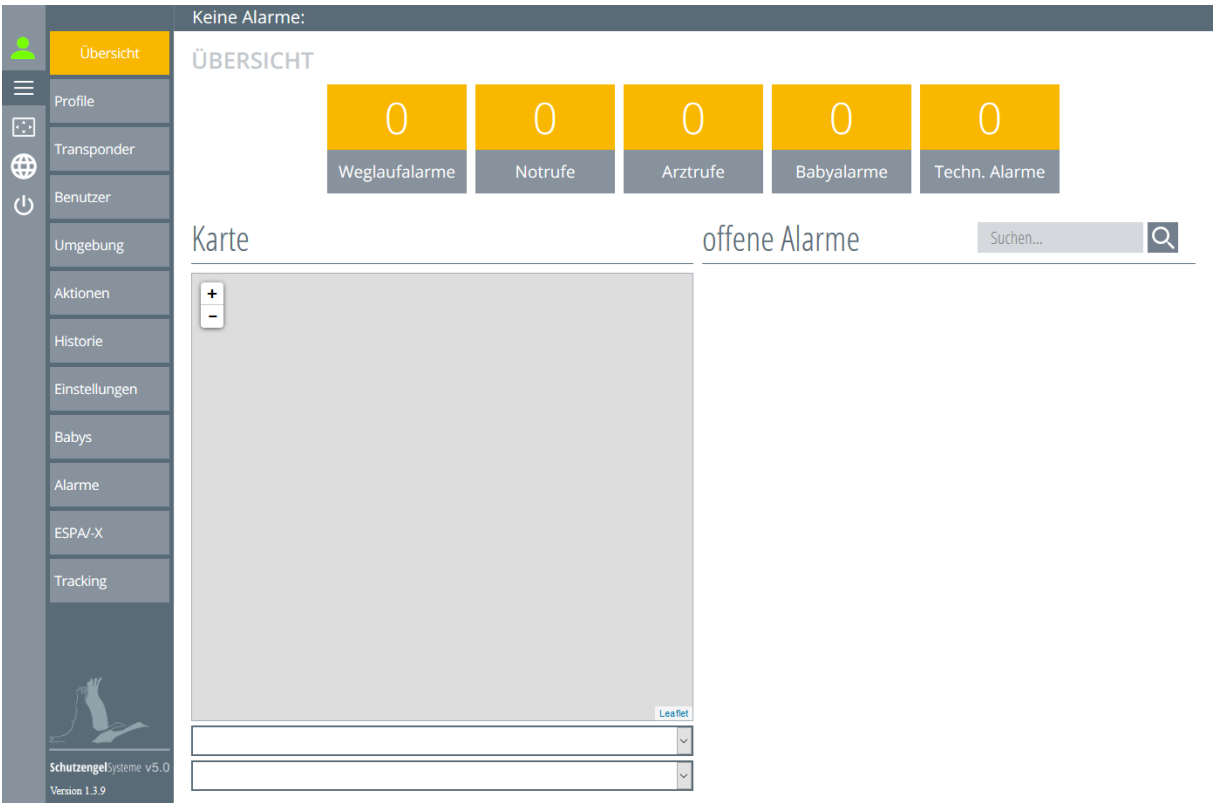 Keine Alarme:
Übersicht
Profile
Transponder
Benutzer
Umgebung
Aktionen
Historie
Einstellungen
Babys
Alarme
ESPA/-X
Tracking
SchutzengelSysteme v5.0
Version 1.3.9
ÜBERSICHT
0
Weglaufalarme
0
Notrufe
0
Arztrufe
0
Babyalarme
0
Techn. Alarme
Karte
+
-
Leaflet
offene Alarme
Suchen...